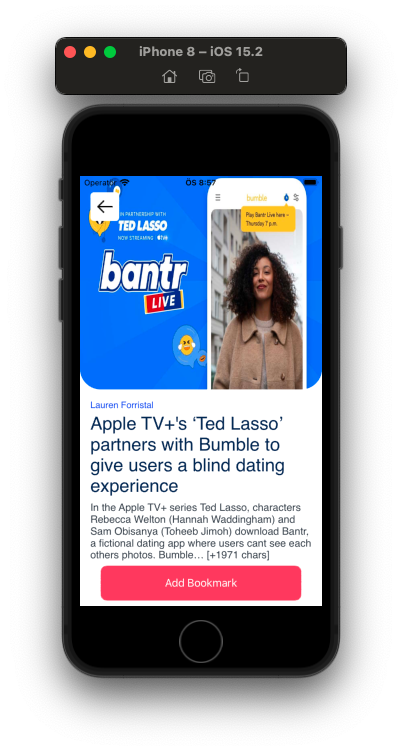 iPhone 8 – iOS 15.2
Operator
ÖS 8:57
IN PARTNERSHIP WITH
TED LASSO
NOW STREAMING tv+
bantr
LIVE
bumble
Play Bantr Live here –
Thursday 7 p.m.
Lauren Forristal
Apple TV+'s ‘Ted Lasso’
partners with Bumble to
give users a blind dating
experience
In the Apple TV+ series Ted Lasso, characters
Rebecca Welton (Hannah Waddingham) and
Sam Obisanya (Toheeb Jimoh) download Bantr,
a fictional dating app where users cant see each
others photos. Bumble… [+1971 chars]
Add Bookmark